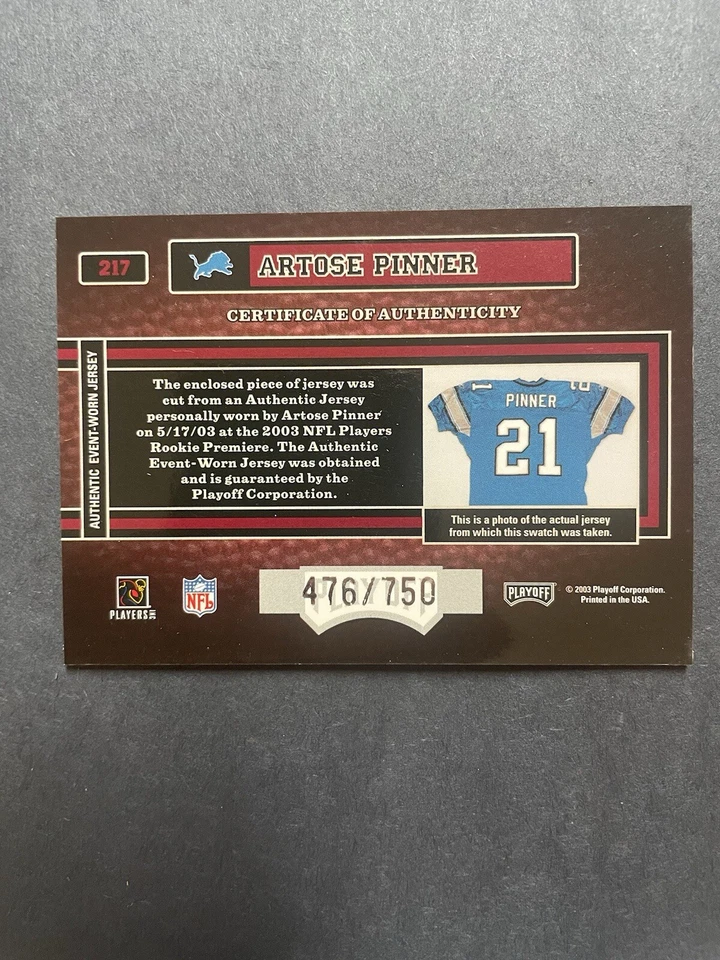 217
ARTOSE PINNER
CERTIFICATE OF AUTHENTICITY
AUTHENTIC EVENT-WORN JERSEY
The enclosed piece of jersey was
cut from an Authentic Jersey
personally worn by Artose Pinner
on 5/17/03 at the 2003 NFL Players
Rookie Premiere. The Authentic
Event-Worn Jersey was obtained
and is guaranteed by the
Playoff Corporation.
21
21
PINNER
21
This is a photo of the actual jersey
from which this swatch was taken.
PLAYERS INC
NFL
476/750
PLAYOFF
© 2003 Playoff Corporation.
Printed in the USA.